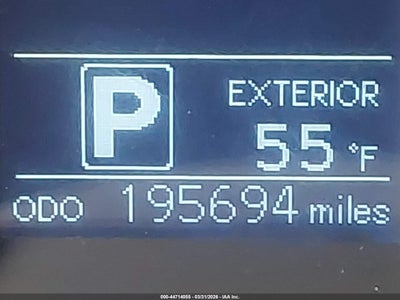 P
EXTERIOR
55 °F
ODO 195694 miles
000-44714055 - 03/31/2026 - IAA Inc.